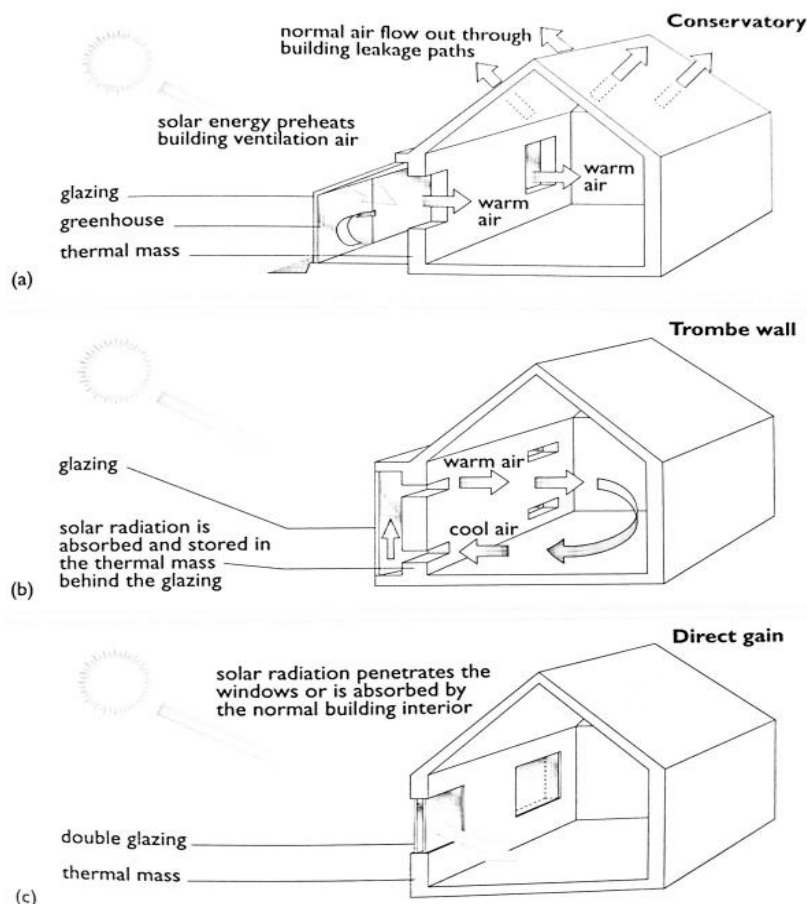 Conservatory
normal air flow out through
building leakage paths
solar energy preheats
building ventilation air
warm
air
warm
air
glazing
greenhouse
thermal mass
(a)
Trombe wall
glazing
warm air
cool air
solar radiation is
absorbed and stored in
the thermal mass
behind the glazing
(b)
Direct gain
solar radiation penetrates the
windows or is absorbed by
the normal building interior
double glazing
thermal mass
(c)